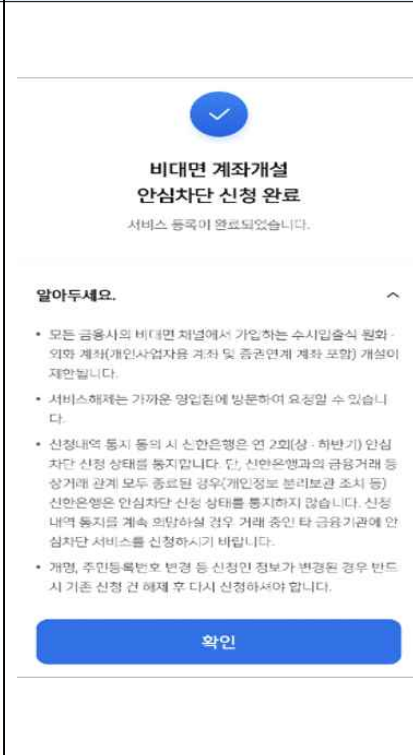 비대면 계좌개설
안심차단 신청 완료
서비스 등록이 완료되었습니다.
알아두세요.
• 모든 금융사의 비대면 채널에서 가입하는 수시입출식 원화 ·
외화 계좌(개인사업자용 계좌 및 증권연계 계좌 포함) 개설이
제한됩니다.
• 서비스해제는 가까운 영업점에 방문하여 요청할 수 있습니
다.
• 신청내역 통지 동의 시 신한은행은 연 2회(상 · 하반기) 안심
차단 신청 상태를 통지합니다. 단, 신한은행과의 금융거래 등
상거래 관계 모두 종료된 경우(개인정보 분리보관 조치 등)
신한은행은 안심차단 신청 상태를 통지하지 않습니다. 신청
내역 통지를 계속 희망하실 경우 거래 중인 타 금융기관에 안
심차단 서비스를 신청하시기 바랍니다.
• 개명, 주민등록번호 변경 등 신청인 정보가 변경된 경우 반드
시 기존 신청 건 해제 후 다시 신청하셔야 합니다.
확인